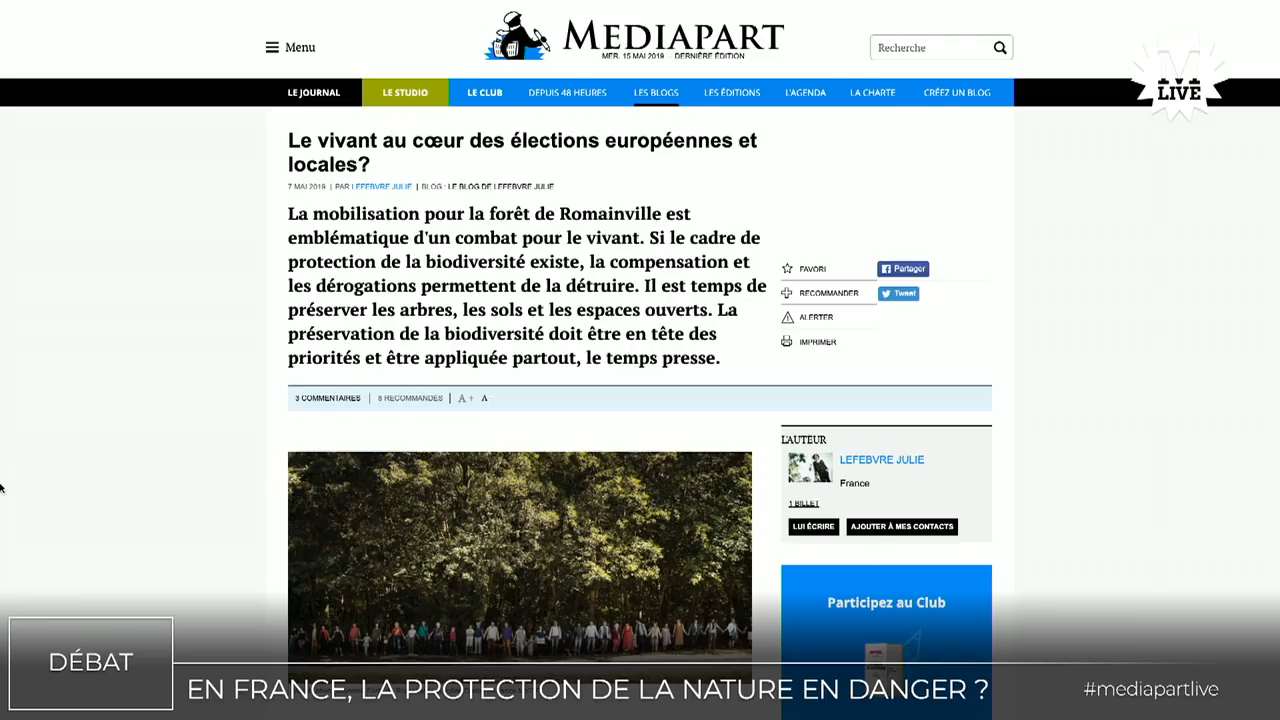 Menu
MEDIAPART
MER. 15 MAI 2019 - DERNIÈRE ÉDITION
Recherche
LIVE
LE JOURNAL
LE STUDIO
LE CLUB
DEPUIS 48 HEURES
LES BLOGS
LES ÉDITIONS
L'AGENDA
LA CHARTE
CRÉEZ UN BLOG
Le vivant au cœur des élections européennes et
locales?
7 MAI 2019 | PAR LEFEBVRE JULIE | BLOG : LE BLOG DE LEFEBVRE JULIE
La mobilisation pour la forêt de Romainville est
emblématique d'un combat pour le vivant. Si le cadre de
protection de la biodiversité existe, la compensation et
les dérogations permettent de la détruire. Il est temps de
préserver les arbres, les sols et les espaces ouverts. La
préservation de la biodiversité doit être en tête des
priorités et être appliquée partout, le temps presse.
FAVORI
Partager
RECOMMANDER
Tweet
ALERTER
IMPRIMER
3 COMMENTAIRES | 8 RECOMMANDÉS | A + A -
L'AUTEUR
LEFEBVRE JULIE
France
1 BILLET
LUI ÉCRIRE
AJOUTER À MES CONTACTS
Participez au Club
DÉBAT
EN FRANCE, LA PROTECTION DE LA NATURE EN DANGER ?
#mediapartlive